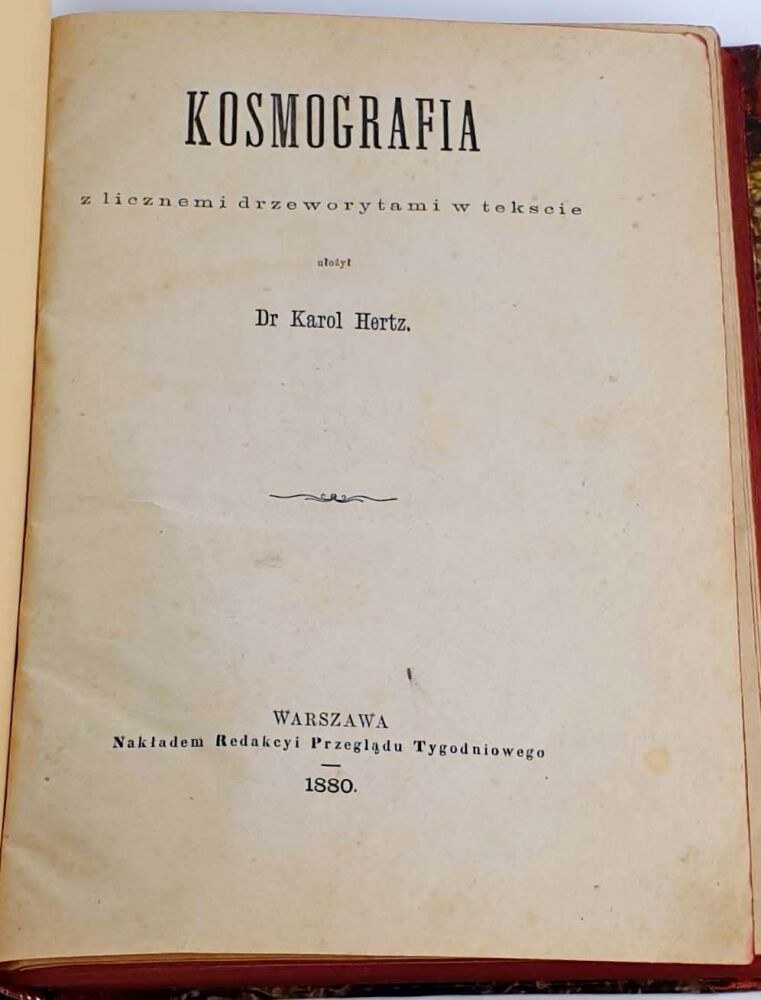 KOSMOGRAFIA
z licznemi drzeworytami w tekscie
ułożył
Dr Karol Hertz.
WARSZAWA
Nakładem Redakcyi Przeglądu Tygodniowego
1880.